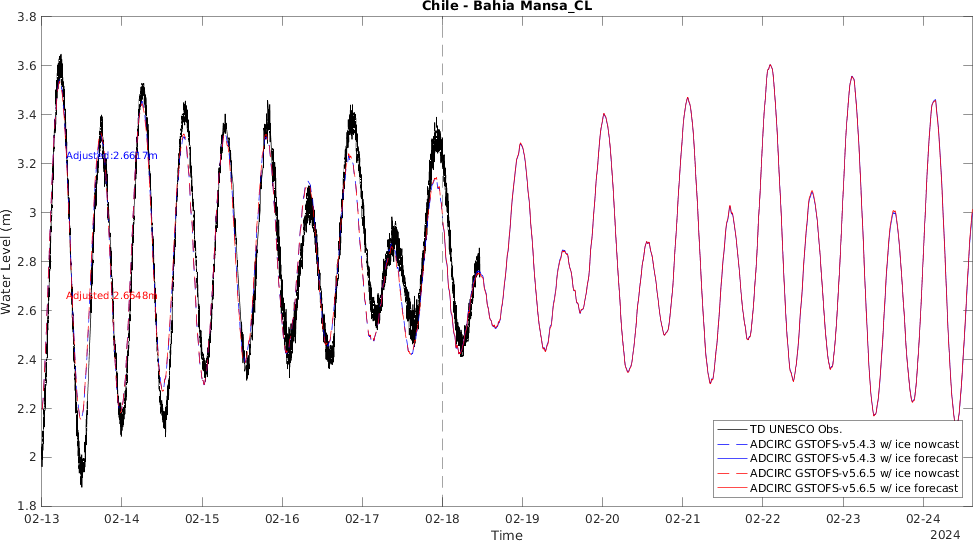 Chile - Bahia Mansa_CL
Water Level (m)
3.8
3.6
3.4
3.2
3
2.8
2.6
2.4
2.2
2
1.8
Adjusted:2.6617m
Adjusted:2.6648m
TD UNESCO Obs.
ADCIRC GSTOFS-v5.4.3 w/ ice nowcast
ADCIRC GSTOFS-v5.4.3 w/ ice forecast
ADCIRC GSTOFS-v5.6.5 w/ ice nowcast
ADCIRC GSTOFS-v5.6.5 w/ ice forecast
02-13 02-14 02-15 02-16 02-17 02-18 02-19 02-20 02-21 02-22 02-23 02-24
Time
2024